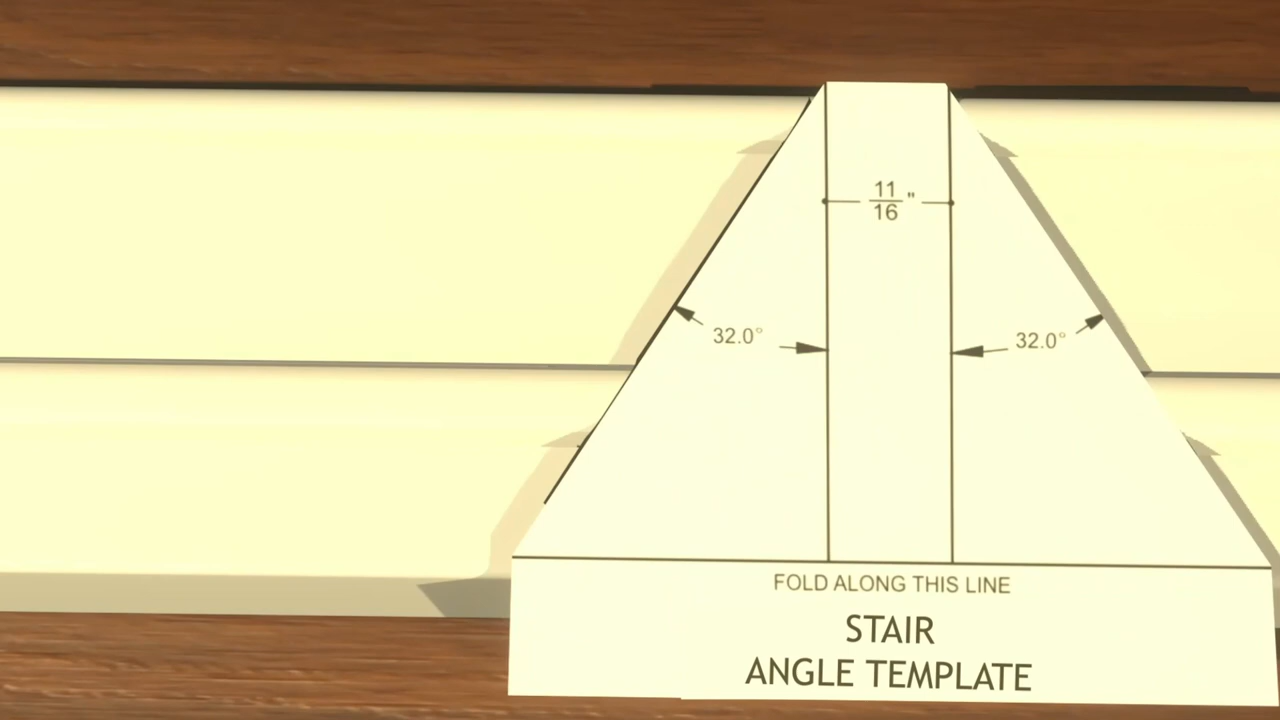 11
16 "
32.0° 32.0°
FOLD ALONG THIS LINE
STAIR
ANGLE TEMPLATE